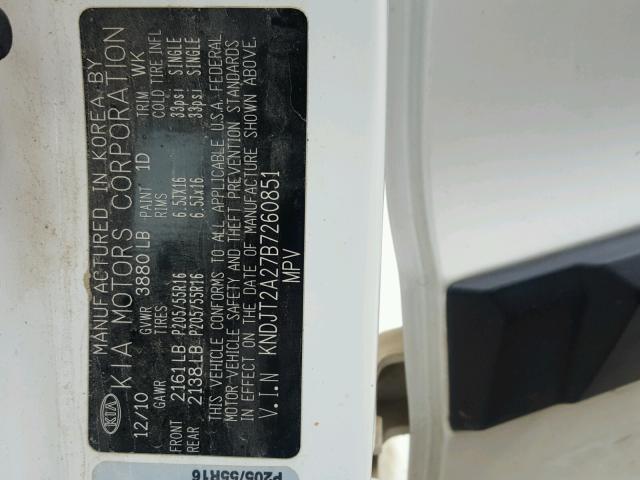 KIA
MANUFACTURED IN KOREA BY
KIA MOTORS CORPORATION
12/10 GVWR 3880 LB PAINT 1D TRIM WK
GAWR TIRES RIMS COLD TIRE INFL
FRONT 2161 LB P205/55R16 6.5JX16 33psi SINGLE
REAR 2138 LB P205/55R16 6.5JX16 33psi SINGLE
THIS VEHICLE CONFORMS TO ALL APPLICABLE U.S.A. FEDERAL
MOTOR VEHICLE SAFETY AND THEFT PREVENTION STANDARDS
IN EFFECT ON THE DATE OF MANUFACTURE SHOWN ABOVE.
V.I.N KNDJT2A27B7260851
MPV
P205/55R16